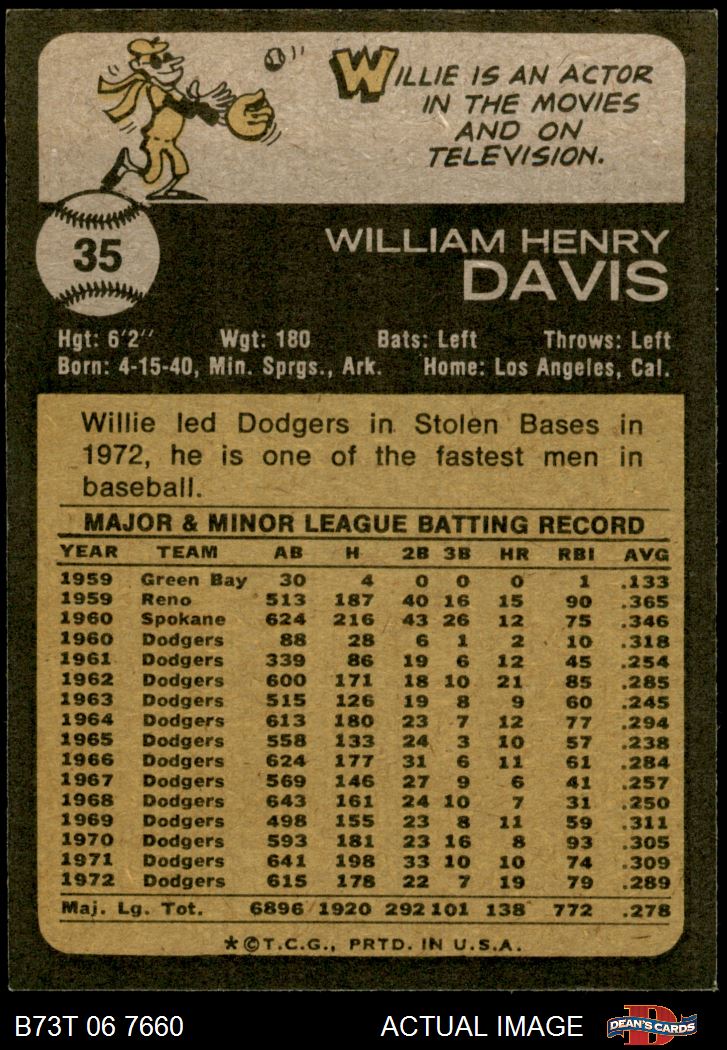 WILLIE IS AN ACTOR
IN THE MOVIES
AND ON
TELEVISION.
35
WILLIAM HENRY
DAVIS
Hgt: 6'2" Wgt: 180 Bats: Left Throws: Left
Born: 4-15-40, Min. Sprgs., Ark. Home: Los Angeles, Cal.
Willie led Dodgers in Stolen Bases in
1972, he is one of the fastest men in
baseball.
MAJOR & MINOR LEAGUE BATTING RECORD
YEAR TEAM AB H 2B 3B HR RBI AVG
1959 Green Bay 30 4 0 0 0 1 .133
1959 Reno 513 187 40 16 15 90 .365
1960 Spokane 624 216 43 26 12 75 .346
1960 Dodgers 88 28 6 1 2 10 .318
1961 Dodgers 339 86 19 6 12 45 .254
1962 Dodgers 600 171 18 10 21 85 .285
1963 Dodgers 515 126 19 8 9 60 .245
1964 Dodgers 613 180 23 7 12 77 .294
1965 Dodgers 558 133 24 3 10 57 .238
1966 Dodgers 624 177 31 6 11 61 .284
1967 Dodgers 569 146 27 9 6 41 .257
1968 Dodgers 643 161 24 10 7 31 .250
1969 Dodgers 498 155 23 8 11 59 .311
1970 Dodgers 593 181 23 16 8 93 .305
1971 Dodgers 641 198 33 10 10 74 .309
1972 Dodgers 615 178 22 7 19 79 .289
Maj. Lg. Tot. 6896 1920 292 101 138 772 .278
*©T.C.G., PRTD. IN U.S.A.
B73T 06 7660 ACTUAL IMAGE DEAN'S CARDS